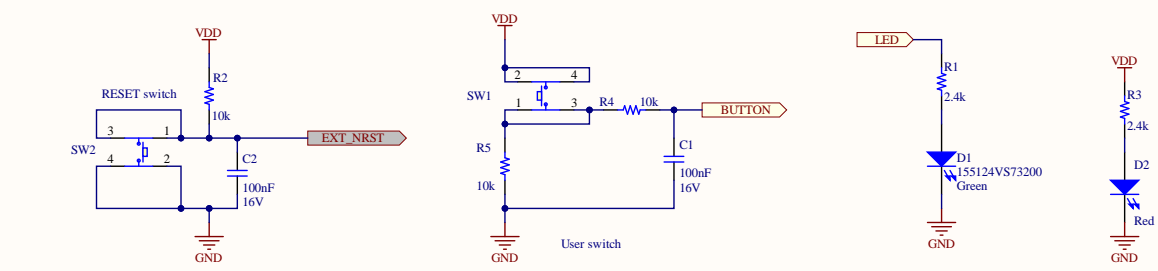 VDD
R2
10k
RESET switch
3
1
SW2
4
2
EXT_NRST
C2
100nF
16V
GND
VDD
2
4
SW1
1
3
R4
10k
BUTTON
R5
10k
C1
100nF
16V
GND
User switch
LED
R1
2.4k
D1
155124VS73200
Green
GND
VDD
R3
2.4k
D2
Red
GND